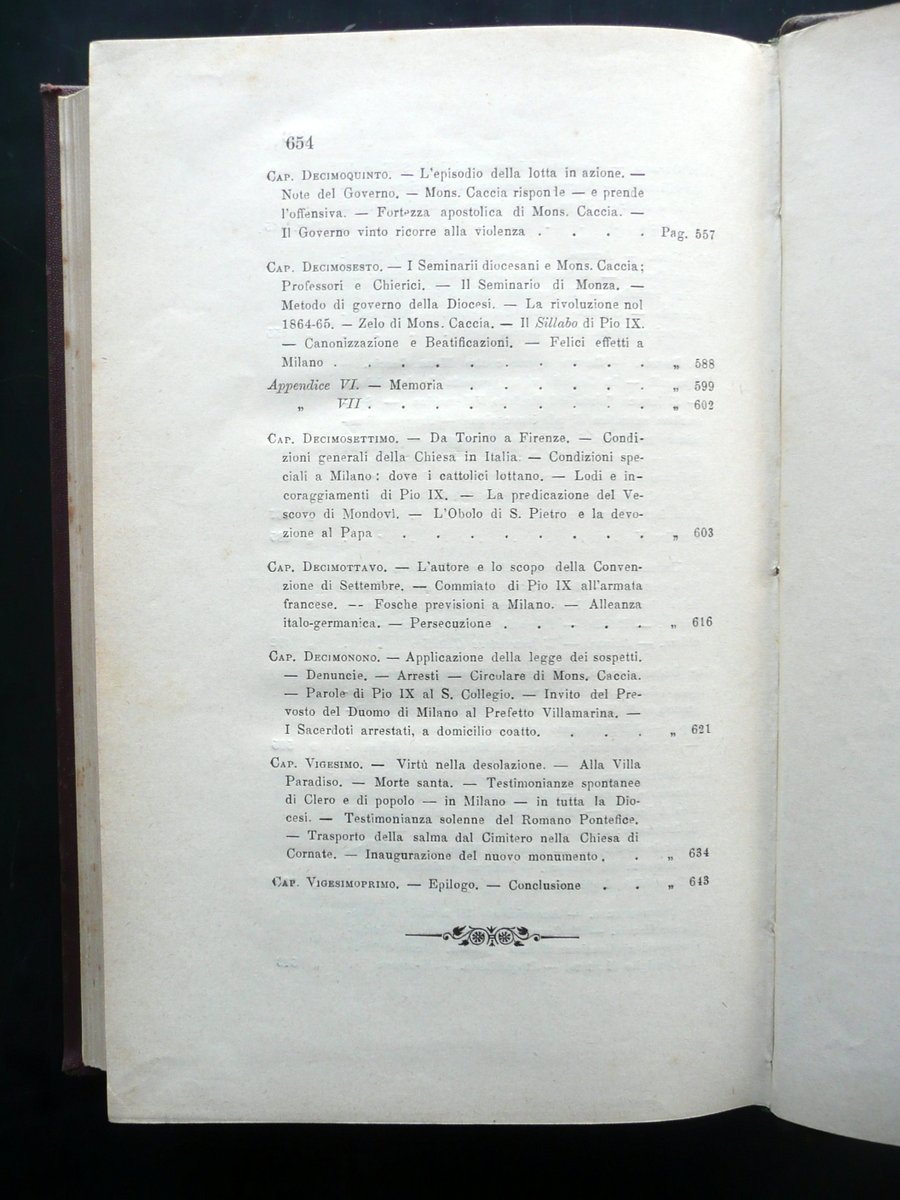 654
CAP. DECIMOQUINTO. — L'episodio della lotta in azione. —
Note del Governo. — Mons. Caccia risponde — e prende
l'offensiva. — Fortezza apostolica di Mons. Caccia. —
Il Governo vinto ricorre alla violenza . . . . Pag. 557
CAP. DECIMOSESTO. — I Seminarii diocesani e Mons. Caccia;
Professori e Chierici. — Il Seminario di Monza. —
Metodo di governo della Diocesi. — La rivoluzione nol
1864-65. — Zelo di Mons. Caccia. — Il Sillabo di Pio IX.
— Canonizzazione e Beatificazioni. — Felici effetti a
Milano . . . . . . . . . . „ 588
Appendice VI. — Memoria . . . . . . „ 599
„ VII . . . . . . . . . „ 602
CAP. DECIMOSETTIMO. — Da Torino a Firenze. — Condi-
zioni generali della Chiesa in Italia. — Condizioni spe-
ciali a Milano: dove i cattolici lottano. — Lodi e in-
coraggiamenti di Pio IX. — La predicazione del Ve-
scovo di Mondovì. — L'Obolo di S. Pietro e la devo-
zione al Papa . . . . . . . . „ 603
CAP. DECIMOTTAVO. — L'autore e lo scopo della Conven-
zione di Settembre. — Commiato di Pio IX all'armata
francese. -- Fosche previsioni a Milano. — Alleanza
italo-germanica. — Persecuzione . . . . . „ 616
CAP. DECIMONONO. — Applicazione della legge dei sospetti.
— Denuncie. — Arresti — Circolare di Mons. Caccia.
— Parole di Pio IX al S. Collegio. — Invito del Pre-
vosto del Duomo di Milano al Prefetto Villamarina. —
I Sacerdoti arrestati, a domicilio coatto. . . . „ 621
CAP. VIGESIMO. — Virtù nella desolazione. — Alla Villa
Paradiso. — Morte santa. — Testimonianze spontanee
di Clero e di popolo — in Milano — in tutta la Dio-
cesi. — Testimonianza solenne del Romano Pontefice.
— Trasporto della salma dal Cimitero nella Chiesa di
Cornate. — Inaugurazione del nuovo monumento. . „ 634
CAP. VIGESIMOPRIMO. — Epilogo. — Conclusione . . „ 643